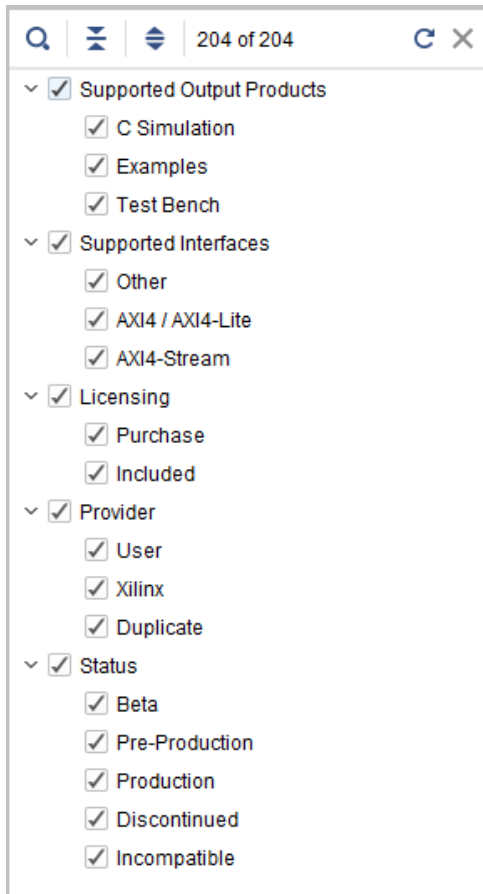 204 of 204
Supported Output Products
C Simulation
Examples
Test Bench
Supported Interfaces
Other
AXI4 / AXI4-Lite
AXI4-Stream
Licensing
Purchase
Included
Provider
User
Xilinx
Duplicate
Status
Beta
Pre-Production
Production
Discontinued
Incompatible